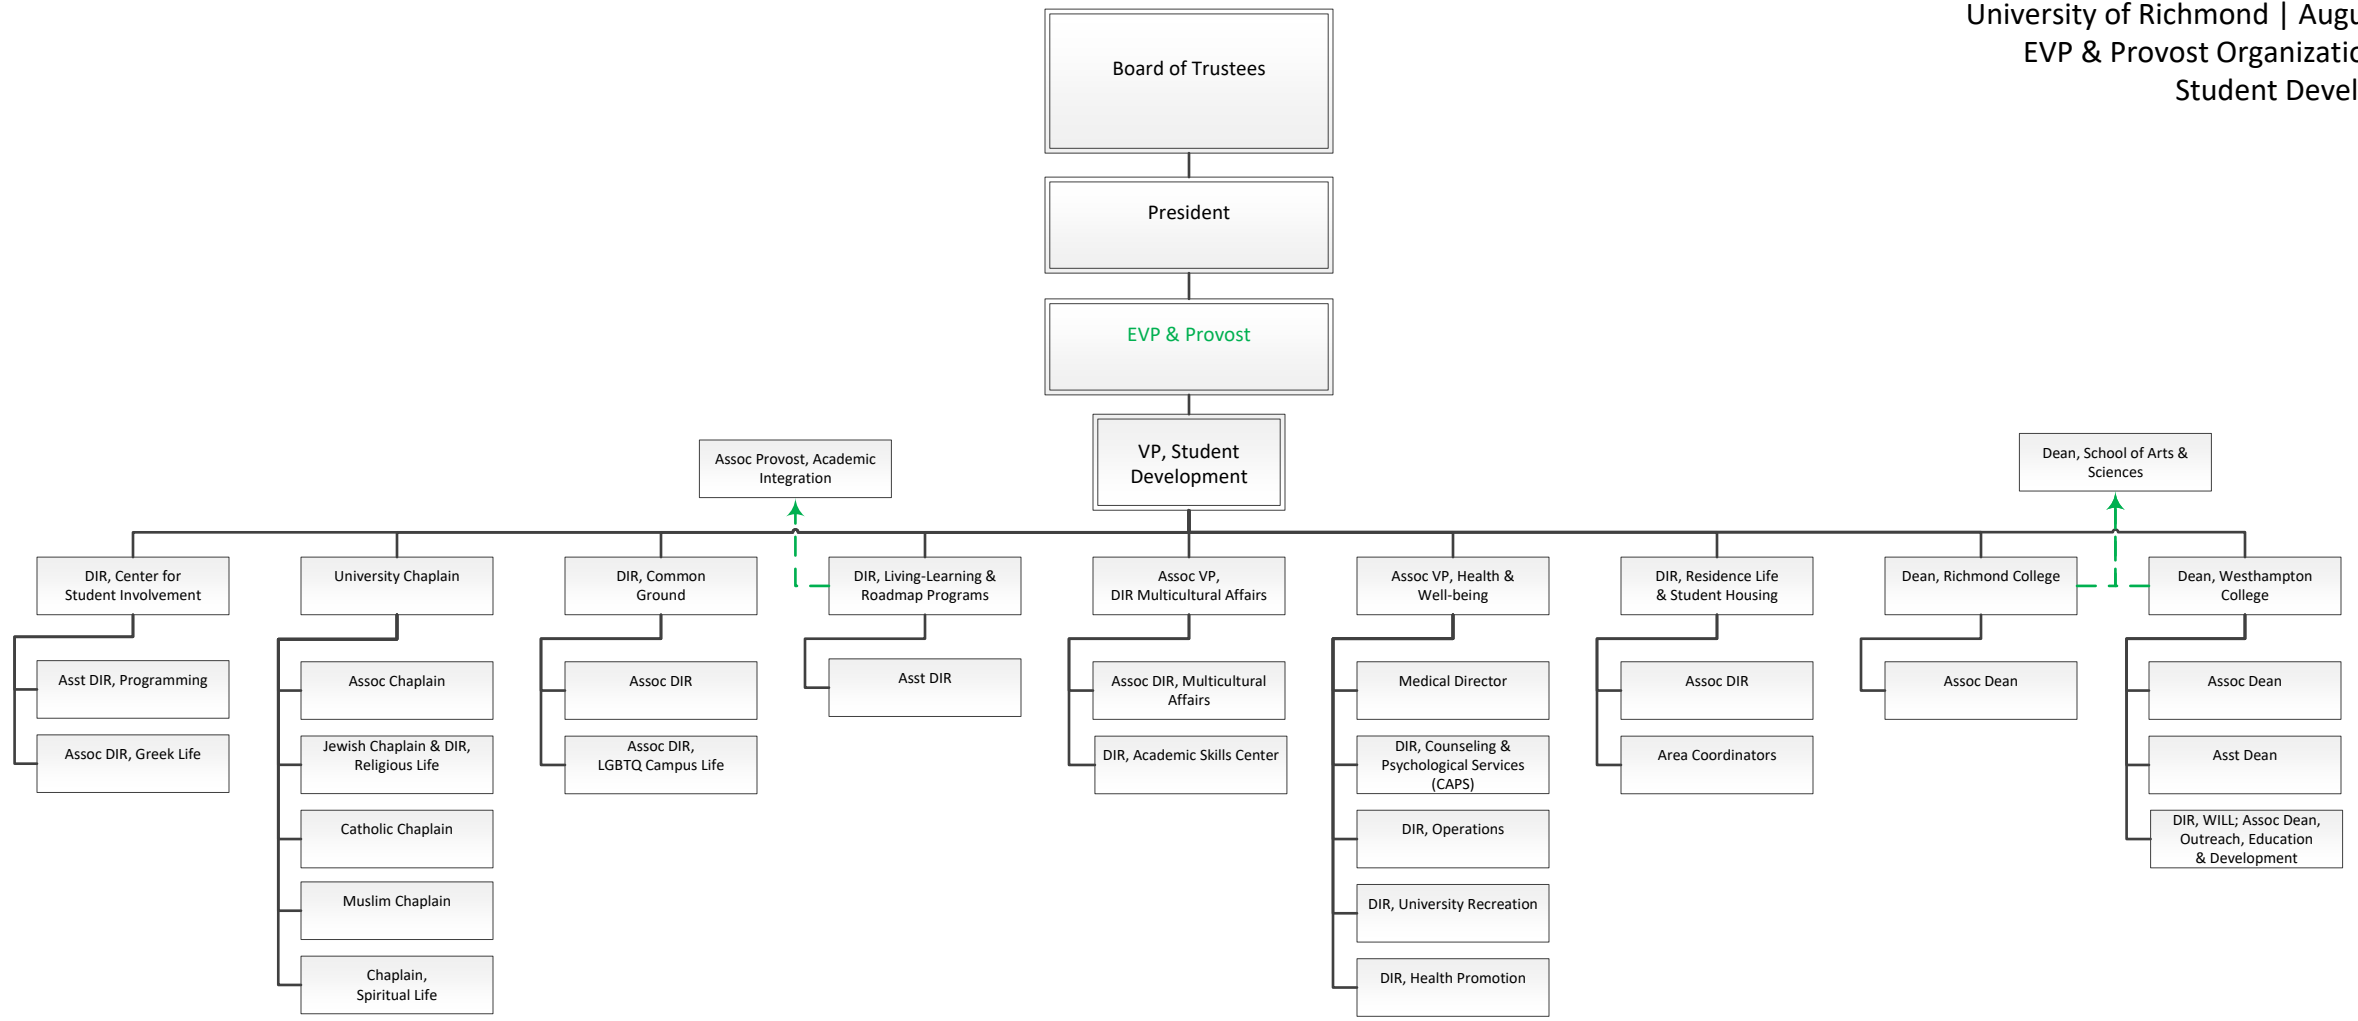 University of Richmond |
EVP & Provost
Student
Board of Trustees
President
EVP & Provost
VP, Student
Development
Assoc Provost, Academic
Integration
Dean, School of Arts &
Sciences
DIR, Center for
Student Involvement
University Chaplain
DIR, Common
Ground
DIR, Living-Learning &
Roadmap Programs
Assoc VP,
DIR Multicultural Affairs
Assoc VP, Health &
Well-being
DIR, Residence Life
& Student Housing
Dean, Richmond College
Dean, Westhampton
College
Asst DIR, Programming
Assoc DIR, Greek Life
Assoc Chaplain
Jewish Chaplain & DIR,
Religious Life
Catholic Chaplain
Muslim Chaplain
Chaplain,
Spiritual Life
Assoc DIR
Assoc DIR,
LGBTQ Campus Life
Asst DIR
Assoc DIR, Multicultural
Affairs
DIR, Academic Skills Center
Medical Director
DIR, Counseling &
Psychological Services
(CAPS)
DIR, Operations
DIR, University Recreation
DIR, Health Promotion
Assoc DIR
Area Coordinators
Assoc Dean
Assoc Dean
Asst Dean
DIR, WILL; Assoc Dean,
Outreach, Education
& Development